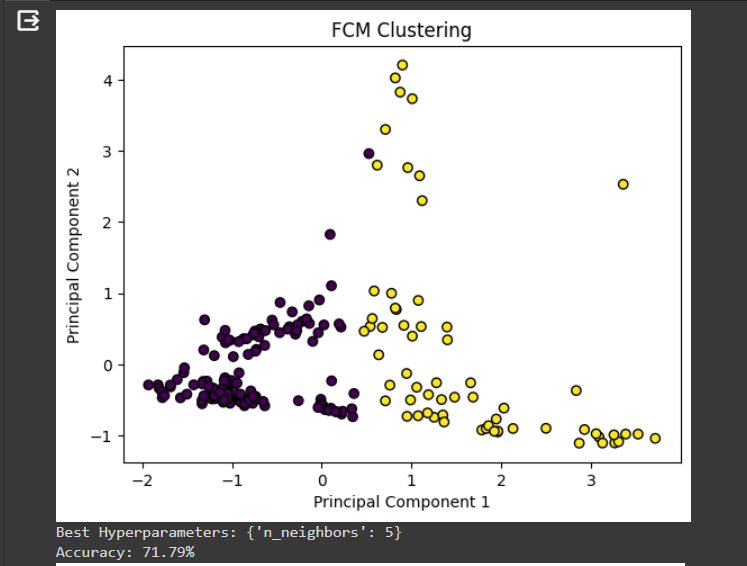 FCM Clustering
4
3
2
1
0
−1
Principal Component 2
−2 −1 0 1 2 3
Principal Component 1
Best Hyperparameters: {'n_neighbors': 5}
Accuracy: 71.79%